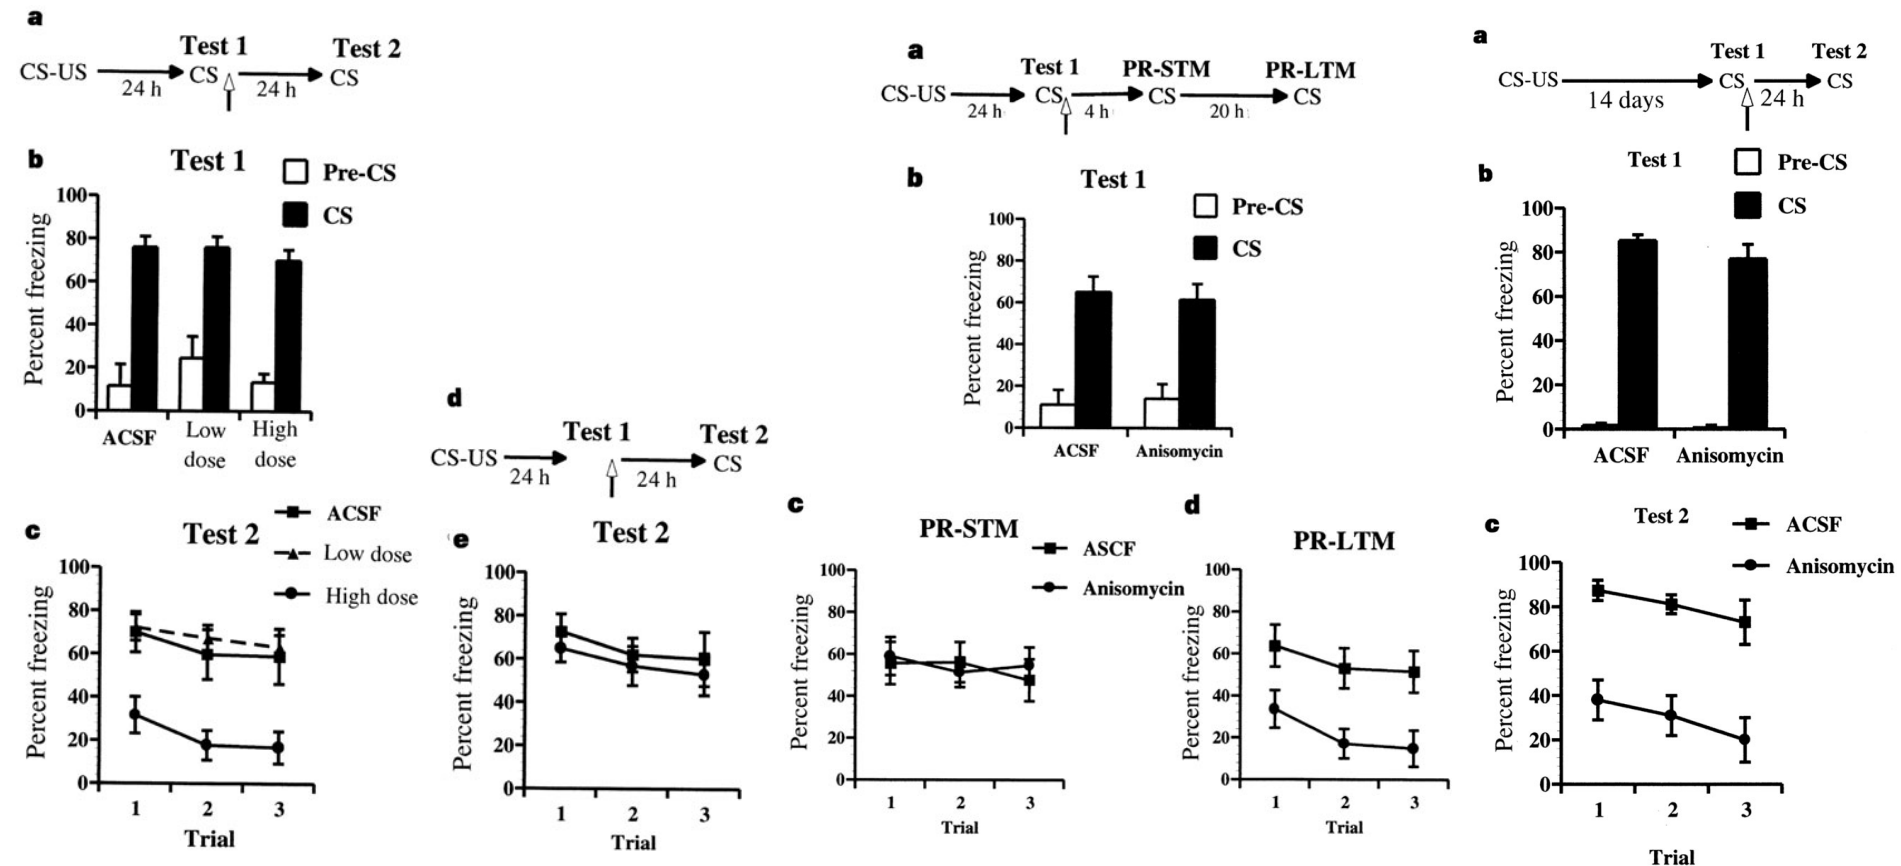 a
Test 1
Test 2
CS-US
CS
CS
24 h
24 h
b
Test 1
Pre-CS
CS
Percent freezing
100
80
60
40
20
0
ACSF
Low dose
High dose
c
Test 2
ACSF
Low dose
High dose
Percent freezing
100
80
60
40
20
0
1
2
3
Trial
d
Test 1
Test 2
CS-US
CS
24 h
24 h
e
Test 2
Percent freezing
100
80
60
40
20
0
1
2
3
Trial
a
Test 1
PR-STM
PR-LTM
CS-US
CS
CS
CS
24 h
4 h
20 h
b
Test 1
Pre-CS
CS
Percent freezing
100
80
60
40
20
0
ACSF
Anisomycin
c
PR-STM
ASCF
Anisomycin
Percent freezing
100
80
60
40
20
0
1
2
3
Trial
d
PR-LTM
Percent freezing
100
80
60
40
20
0
1
2
3
Trial
a
Test 1
Test 2
CS-US
CS
CS
14 days
24 h
b
Test 1
Pre-CS
CS
Percent freezing
100
80
60
40
20
0
ACSF
Anisomycin
c
Test 2
ACSF
Anisomycin
Percent freezing
100
80
60
40
20
0
1
2
3
Trial